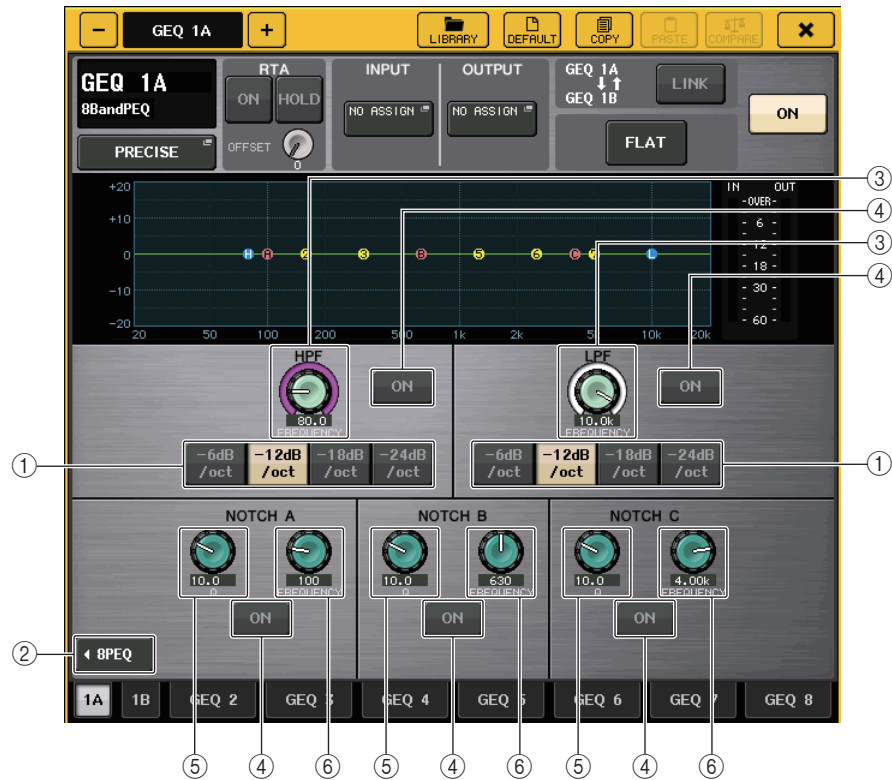 GEQ 1A
LIBRARY
DEFAULT
COPY
PASTE
COMPARE
GEQ 1A
8BandPEQ
PRECISE
RTA
ON
HOLD
OFFSET
0
INPUT
NO ASSIGN
OUTPUT
NO ASSIGN
GEQ 1A
GEQ 1B
LINK
FLAT
ON
+20
+10
0
-10
-20
20 50 100 200 500 1k 2k 5k 10k 20k
H A 2 3 B 5 6 C 7 L
IN OUT
-OVER-
- 6 -
- 12 -
- 18 -
- 30 -
- 60 -
③
④
③
④
HPF
80.0
FREQUENCY
ON
LPF
10.0k
FREQUENCY
ON
①
-6dB /oct
-12dB /oct
-18dB /oct
-24dB /oct
-6dB /oct
-12dB /oct
-18dB /oct
-24dB /oct
①
NOTCH A
10.0
Q
100
FREQUENCY
ON
NOTCH B
10.0
Q
630
FREQUENCY
ON
NOTCH C
10.0
Q
4.00k
FREQUENCY
ON
②
8PEQ
1A
1B
GEQ 2
GEQ 3
GEQ 4
GEQ 5
GEQ 6
GEQ 7
GEQ 8
⑤ ④ ⑥ ⑤ ④ ⑥ ⑤ ④ ⑥